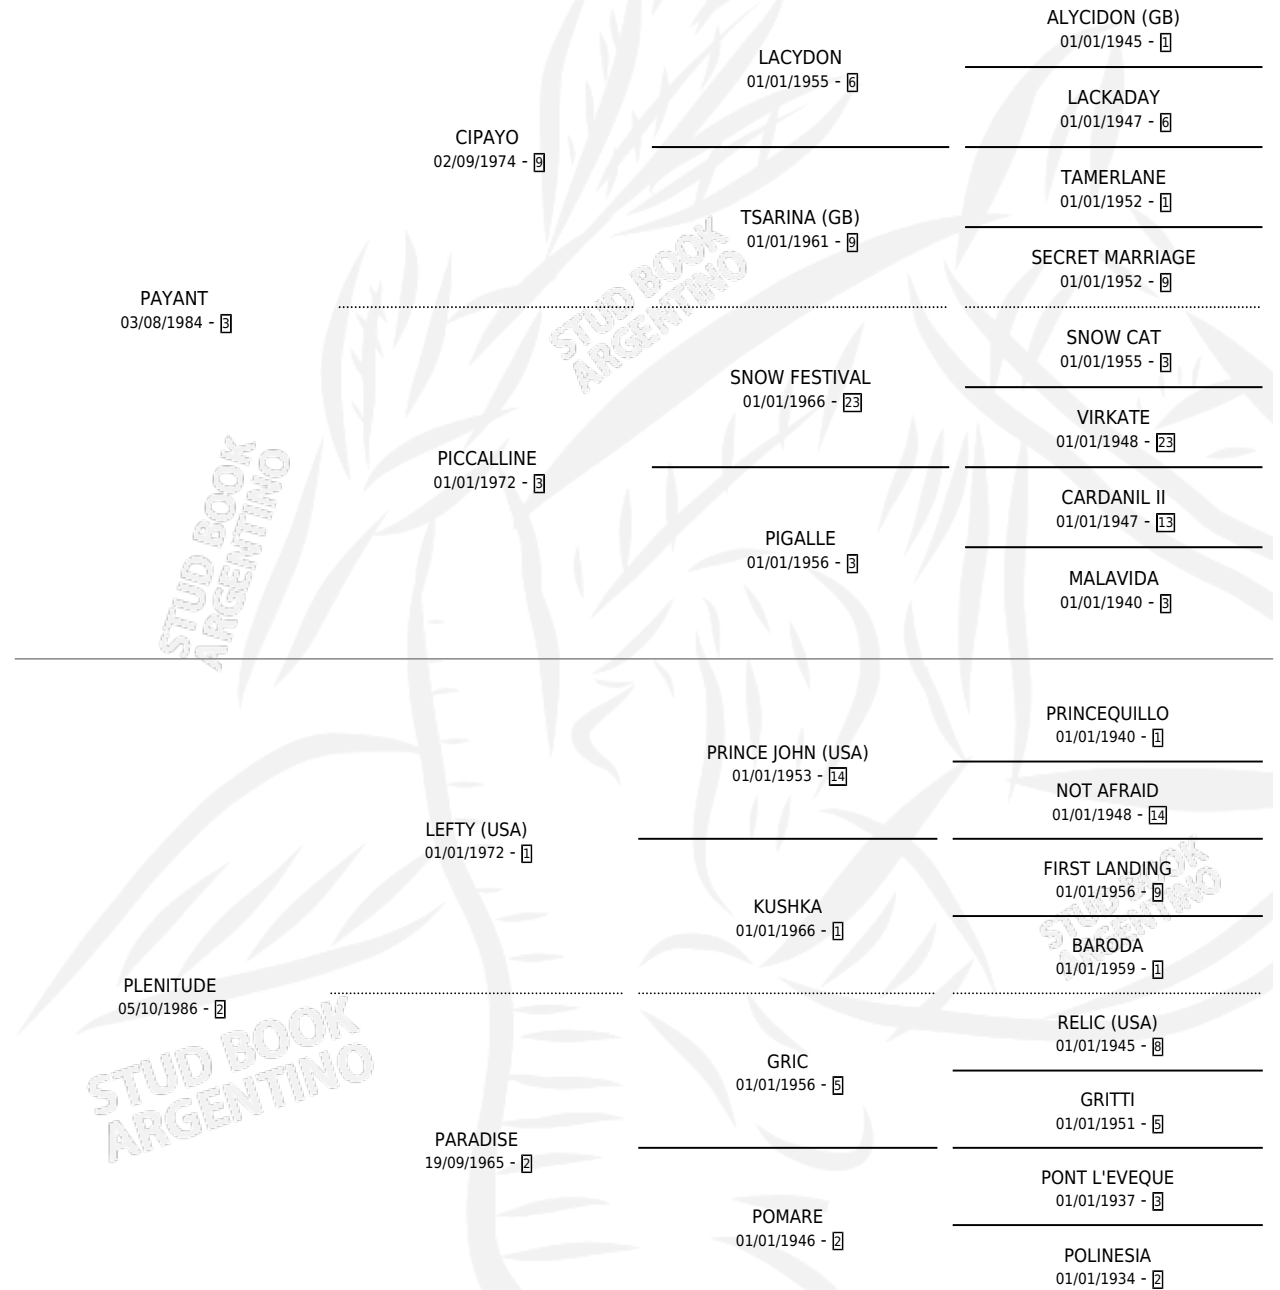 ALYCIDON (GB)
01/01/1945 - 1
LACYDON
01/01/1955 - 6
LACKADAY
01/01/1947 - 6
CIPAYO
02/09/1974 - 9
TAMERLANE
01/01/1952 - 1
TSARINA (GB)
01/01/1961 - 9
SECRET MARRIAGE
01/01/1952 - 9
PAYANT
03/08/1984 - 3
SNOW CAT
01/01/1955 - 3
SNOW FESTIVAL
01/01/1966 - 23
VIRKATE
01/01/1948 - 23
PICCALLINE
01/01/1972 - 3
CARDANIL II
01/01/1947 - 13
PIGALLE
01/01/1956 - 3
MALAVIDA
01/01/1940 - 3
STUD BOOK
ARGENTINO
STUD BOOK
ARGENTINO
PRINCEQUILLO
01/01/1940 - 1
PRINCE JOHN (USA)
01/01/1953 - 14
NOT AFRAID
01/01/1948 - 14
LEFTY (USA)
01/01/1972 - 1
FIRST LANDING
01/01/1956 - 9
KUSHKA
01/01/1966 - 1
BARODA
01/01/1959 - 1
PLENITUDE
05/10/1986 - 2
RELIC (USA)
01/01/1945 - 8
GRIC
01/01/1956 - 5
GRITTI
01/01/1951 - 5
PARADISE
19/09/1965 - 2
PONT L'EVEQUE
01/01/1937 - 3
POMARE
01/01/1946 - 2
POLINESIA
01/01/1934 - 2
STUD BOOK
ARGENTINO
STUD BOOK
ARGENTINO